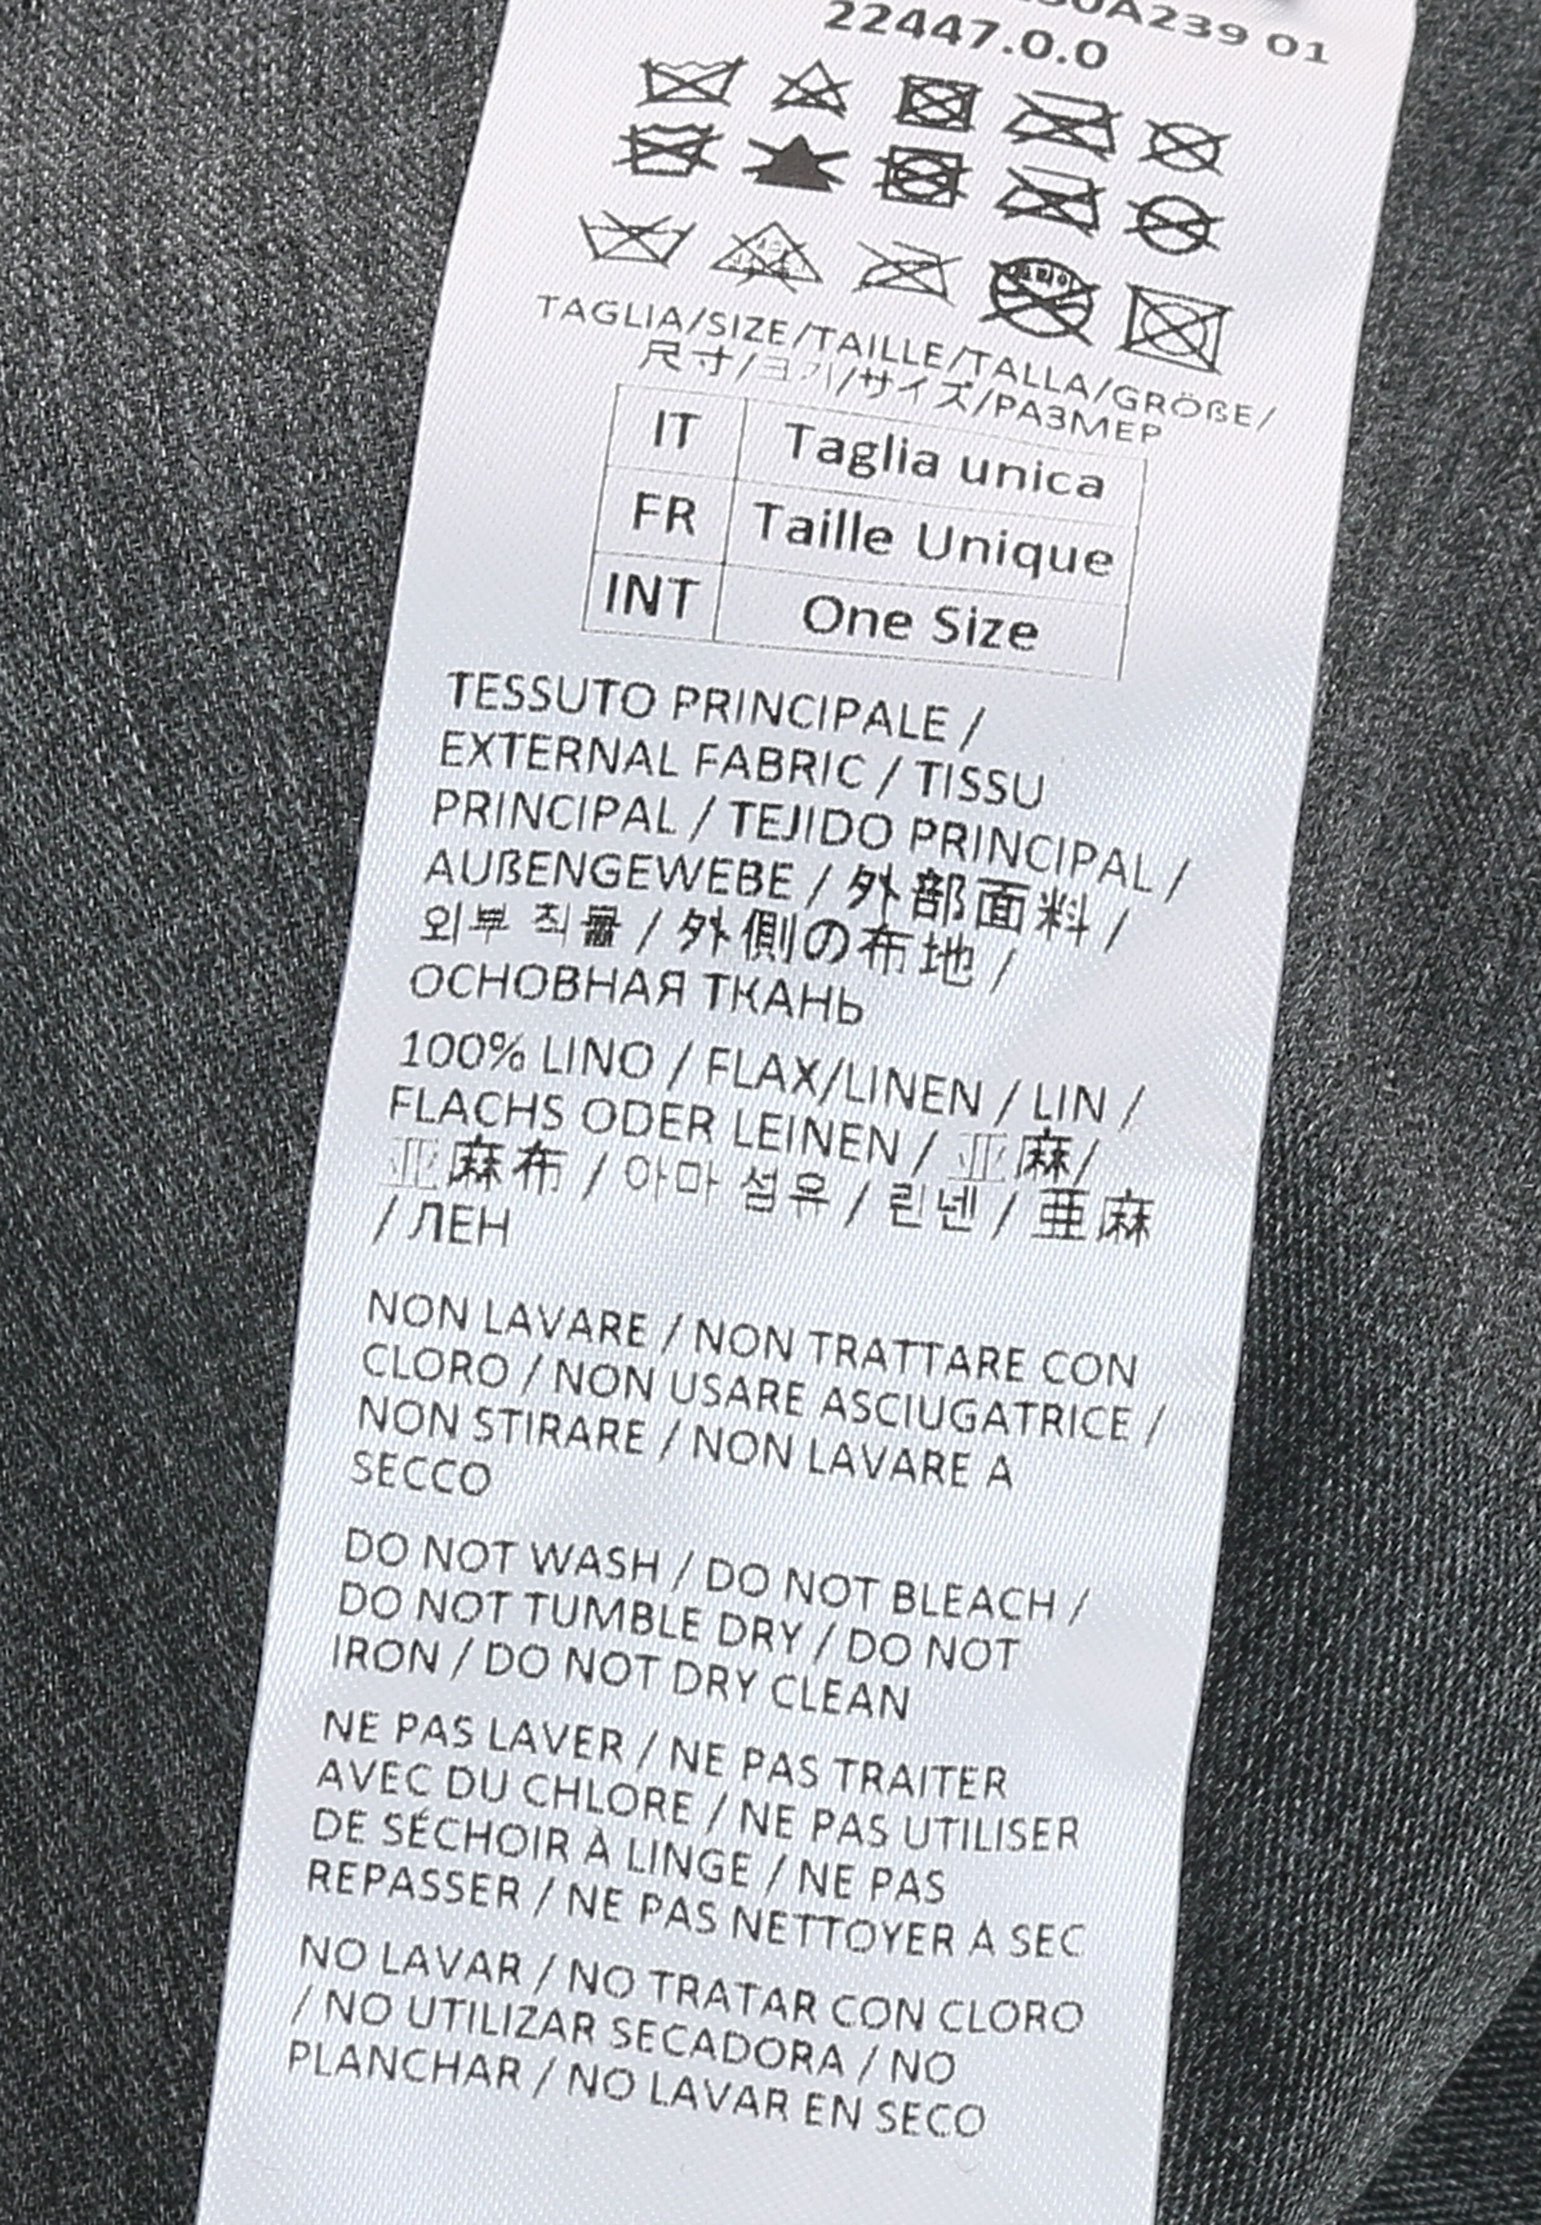 A239 01
22447.0.0
TAGLIA/SIZE/TAILLE/TALLA/GRÖßE/
尺寸/크기/サイズ/РАЗМЕР
IT Taglia unica
FR Taille Unique
INT One Size
TESSUTO PRINCIPALE /
EXTERNAL FABRIC / TISSU
PRINCIPAL / TEJIDO PRINCIPAL /
AUßENGEWEBE / 外部面料 /
외부 직물 / 外側の布地 /
ОСНОВНАЯ ТКАНЬ
100% LINO / FLAX/LINEN / LIN /
FLACHS ODER LEINEN / 亚麻/
亚麻布 / 아마 섬유 / 린넨 / 亜麻
/ ЛЕН
NON LAVARE / NON TRATTARE CON
CLORO / NON USARE ASCIUGATRICE /
NON STIRARE / NON LAVARE A
SECCO
DO NOT WASH / DO NOT BLEACH /
DO NOT TUMBLE DRY / DO NOT
IRON / DO NOT DRY CLEAN
NE PAS LAVER / NE PAS TRAITER
AVEC DU CHLORE / NE PAS UTILISER
DE SÉCHOIR À LINGE / NE PAS
REPASSER / NE PAS NETTOYER A SEC
NO LAVAR / NO TRATAR CON CLORO
/ NO UTILIZAR SECADORA / NO
PLANCHAR / NO LAVAR EN SECO